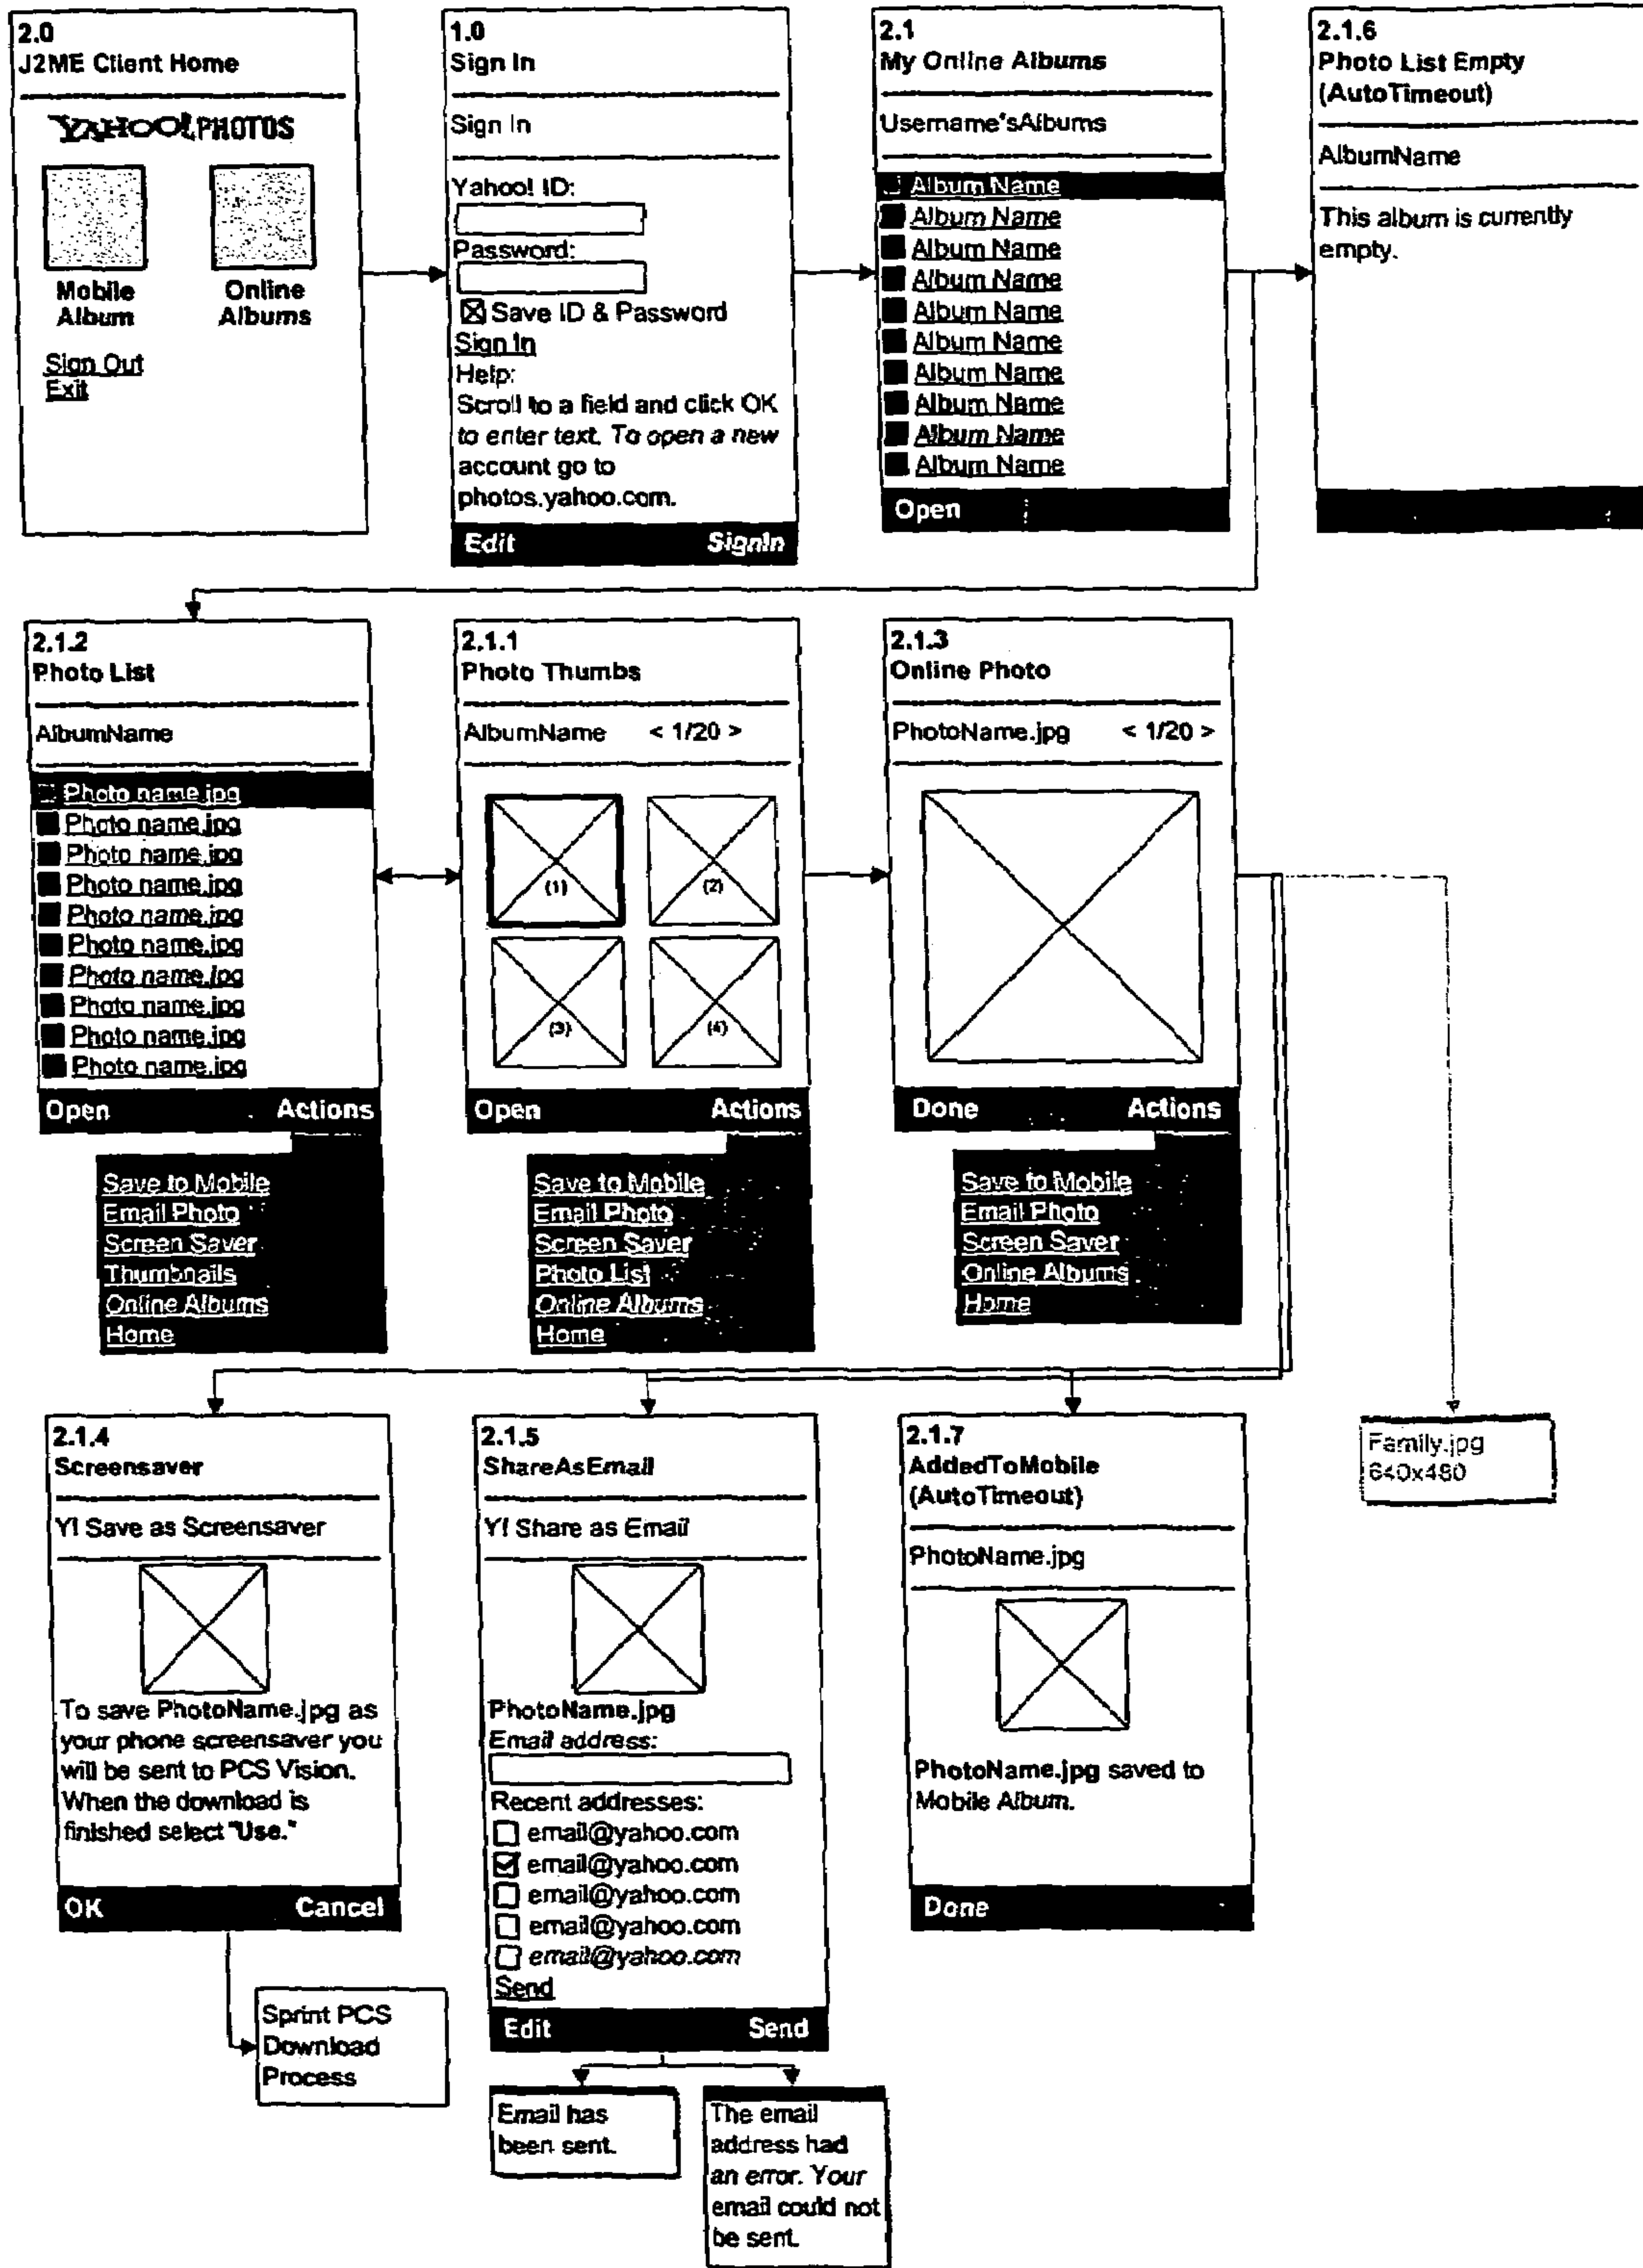 2.0
J2ME Client Home
YAHOO! PHOTOS
Mobile
Album
Online
Albums
Sign Out
Exit
1.0
Sign In
Sign In
Yahoo! ID:
Password:
Save ID & Password
Sign In
Help:
Scroll to a field and click OK
to enter text. To open a new
account go to
photos.yahoo.com.
Edit SignIn
2.1
My Online Albums
Username'sAlbums
Album Name
Album Name
Album Name
Album Name
Album Name
Album Name
Album Name
Album Name
Album Name
Album Name
Open
2.1.6
Photo List Empty
(AutoTimeout)
AlbumName
This album is currently
empty.
2.1.2
Photo List
AlbumName
Photo name.jpg
Photo name.jpg
Photo name.jpg
Photo name.jpg
Photo name.jpg
Photo name.jpg
Photo name.jpg
Photo name.jpg
Photo name.jpg
Photo name.jpg
Open Actions
Save to Mobile
Email Photo
Screen Saver
Thumbnails
Online Albums
Home
2.1.1
Photo Thumbs
AlbumName < 1/20 >
(1) (2)
(3) (4)
Open Actions
Save to Mobile
Email Photo
Screen Saver
Photo List
Online Albums
Home
2.1.3
Online Photo
PhotoName.jpg < 1/20 >
Done Actions
Save to Mobile
Email Photo
Screen Saver
Online Albums
Home
2.1.4
Screensaver
Y! Save as Screensaver
To save PhotoName.jpg as
your phone screensaver you
will be sent to PCS Vision.
When the download is
finished select "Use."
OK Cancel
Sprint PCS
Download
Process
2.1.5
ShareAsEmail
Y! Share as Email
PhotoName.jpg
Email address:
Recent addresses:
email@yahoo.com
email@yahoo.com
email@yahoo.com
email@yahoo.com
email@yahoo.com
Send
Edit Send
Email has
been sent.
The email
address had
an error. Your
email could not
be sent.
2.1.7
AddedToMobile
(AutoTimeout)
PhotoName.jpg
PhotoName.jpg saved to
Mobile Album.
Done
Family.jpg
640x480